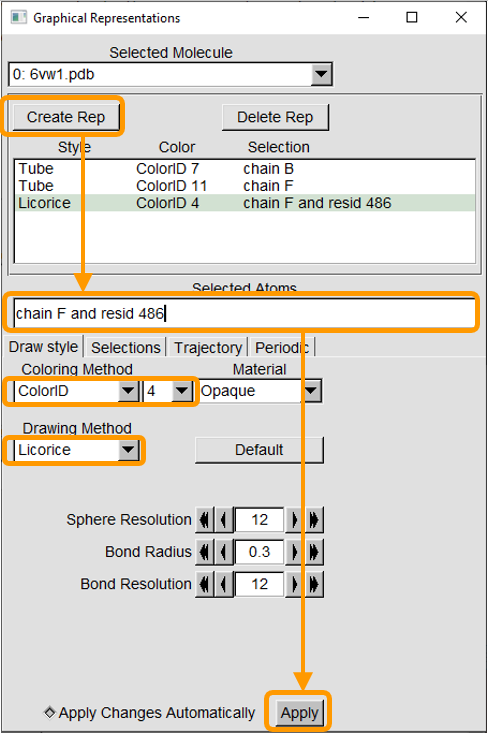 Graphical Representations
Selected Molecule
0: 6vw1.pdb
Create Rep Delete Rep
Style Color Selection
Tube ColorID 7 chain B
Tube ColorID 11 chain F
Licorice ColorID 4 chain F and resid 486
Selected Atoms
chain F and resid 486
Draw style Selections Trajectory Periodic
Coloring Method Material
ColorID 4 Opaque
Drawing Method
Licorice Default
Sphere Resolution 12
Bond Radius 0.3
Bond Resolution 12
Apply Changes Automatically Apply